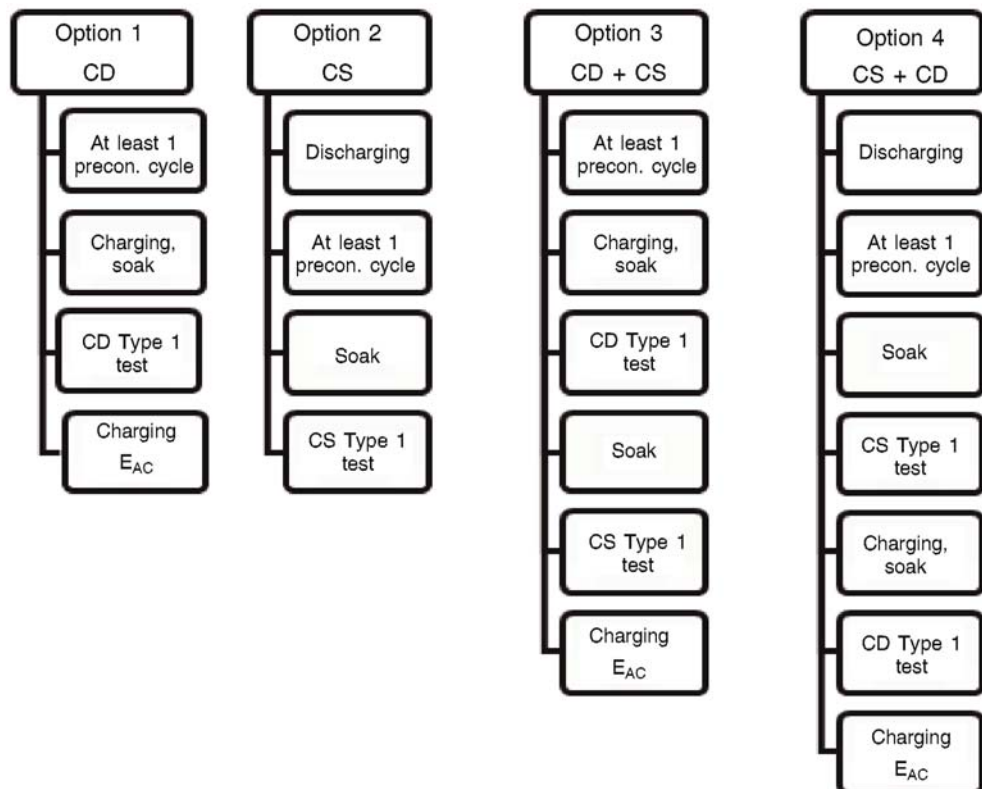 Option 1
CD
At least 1
precon. cycle
Charging,
soak
CD Type 1
test
Charging
E_AC
Option 2
CS
Discharging
At least 1
precon. cycle
Soak
CS Type 1
test
Option 3
CD + CS
At least 1
precon. cycle
Charging,
soak
CD Type 1
test
Soak
CS Type 1
test
Charging
E_AC
Option 4
CS + CD
Discharging
At least 1
precon. cycle
Soak
CS Type 1
test
Charging,
soak
CD Type 1
test
Charging
E_AC